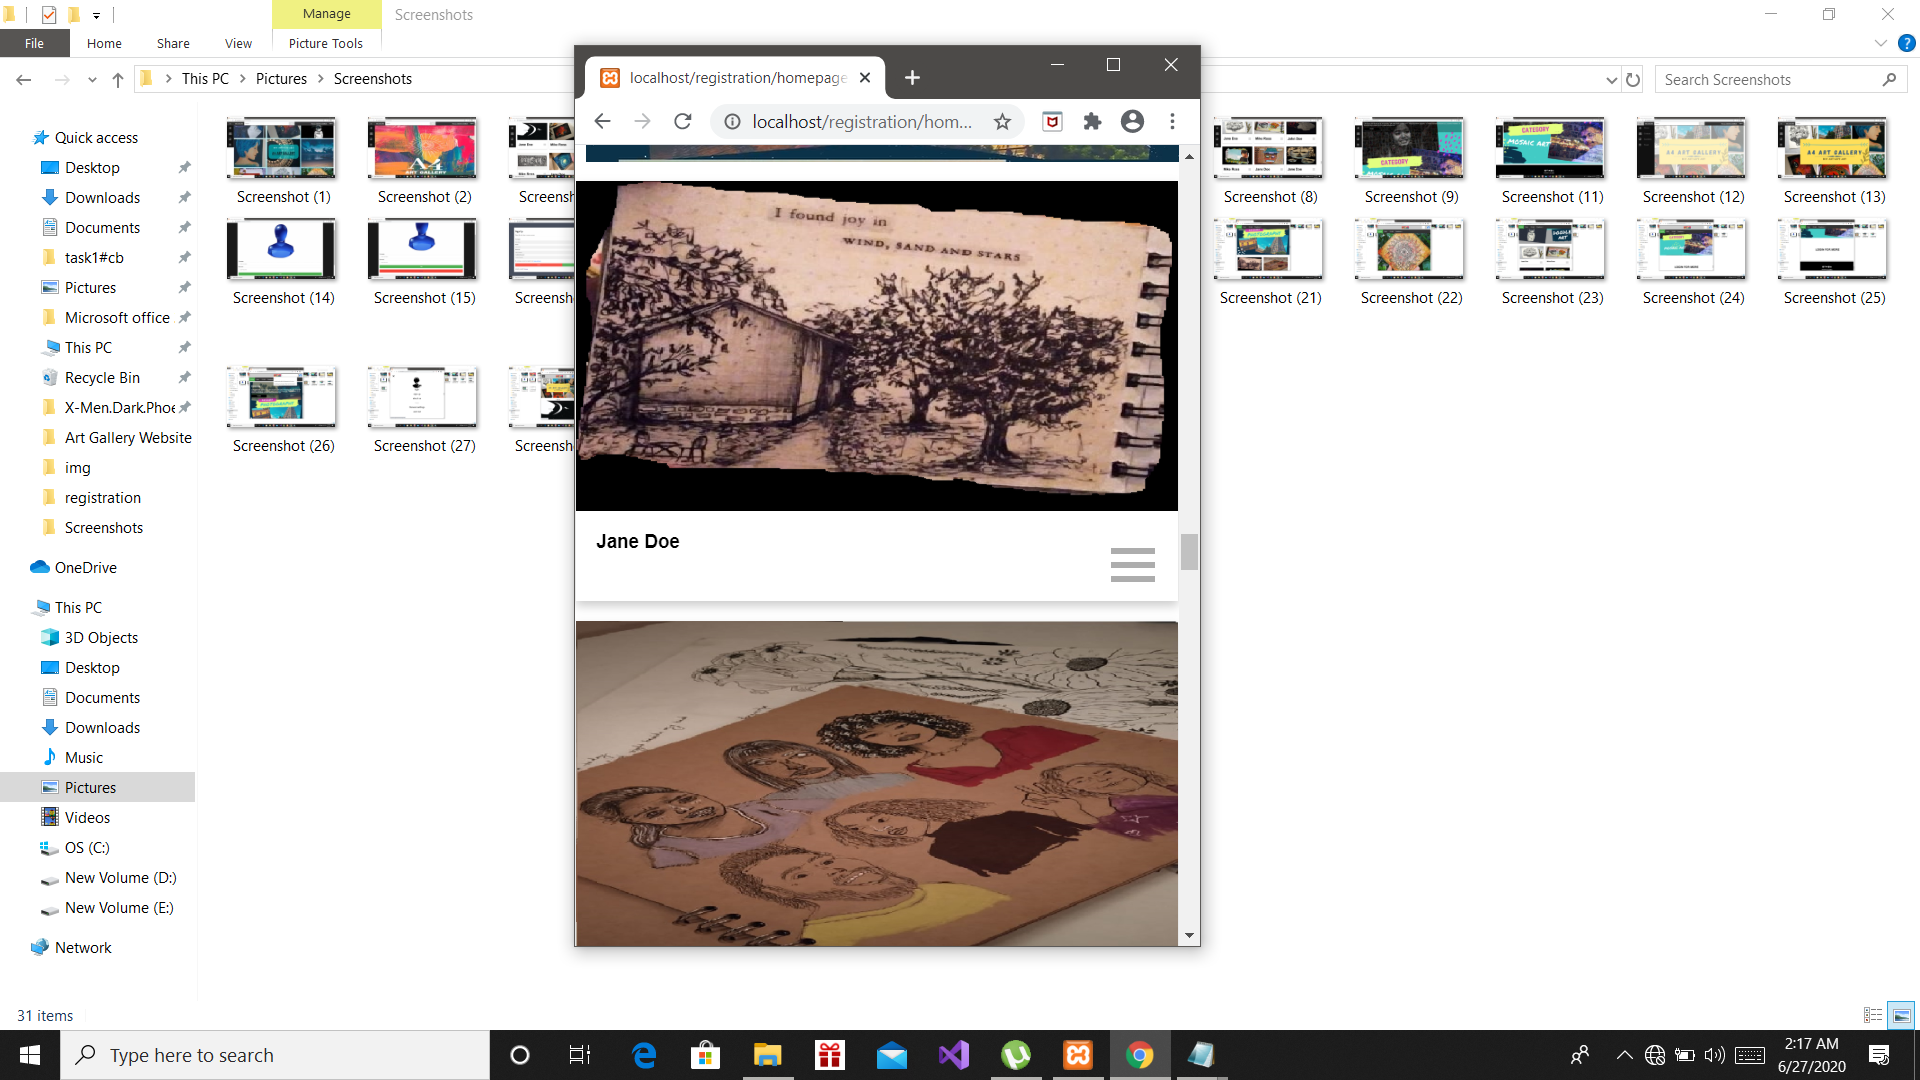 Manage
Screenshots
File
Home
Share
View
Picture Tools
This PC
Pictures
Screenshots
Search Screenshots
localhost/registration/homepage
localhost/registration/hom...
Quick access
Desktop
Downloads
Documents
task1#cb
Pictures
Microsoft office
This PC
Recycle Bin
X-Men.Dark.Phoe
Art Gallery Website
img
registration
Screenshots
OneDrive
This PC
3D Objects
Desktop
Documents
Downloads
Music
Pictures
Videos
OS (C:)
New Volume (D:)
New Volume (E:)
Network
Screenshot (1)
Screenshot (2)
Screens
Screenshot (8)
Screenshot (9)
Screenshot (11)
Screenshot (12)
Screenshot (13)
Screenshot (14)
Screenshot (15)
Screens
Screenshot (21)
Screenshot (22)
Screenshot (23)
Screenshot (24)
Screenshot (25)
Screenshot (26)
Screenshot (27)
Screens
I found joy in
WIND, SAND AND STARS
Jane Doe
31 items
Type here to search
2:17 AM
6/27/2020